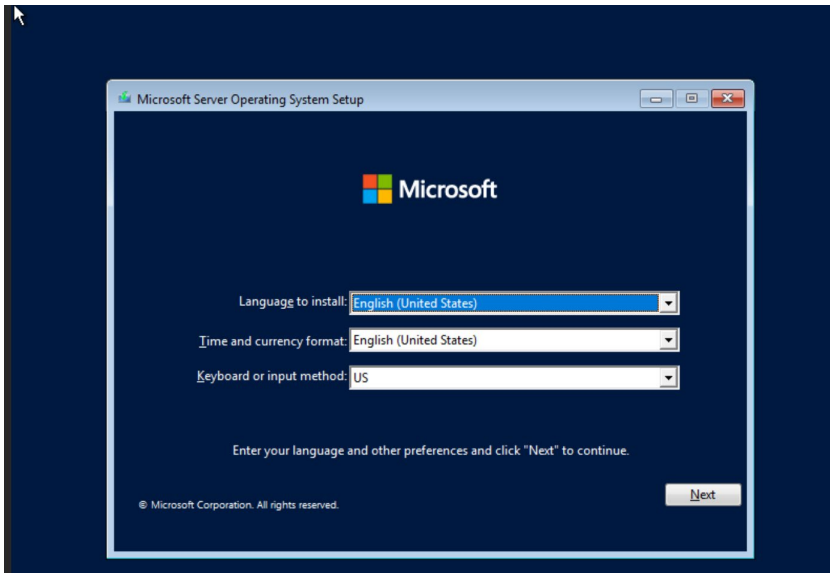 Microsoft Server Operating System Setup
Microsoft
Language to install: English (United States)
Time and currency format: English (United States)
Keyboard or input method: US
Enter your language and other preferences and click "Next" to continue.
Next
© Microsoft Corporation. All rights reserved.